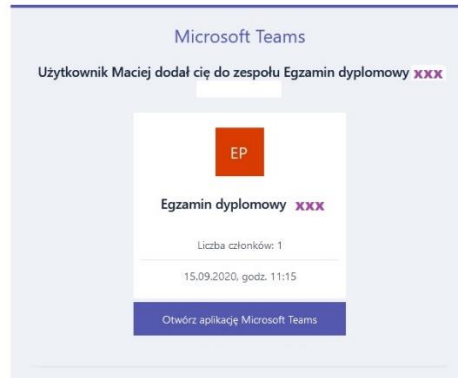 Microsoft Teams
Użytkownik Maciej dodał cię do zespołu Egzamin dyplomowy xxx
EP
Egzamin dyplomowy xxx
Liczba członków: 1
15.09.2020, godz. 11:15
Otwórz aplikację Microsoft Teams